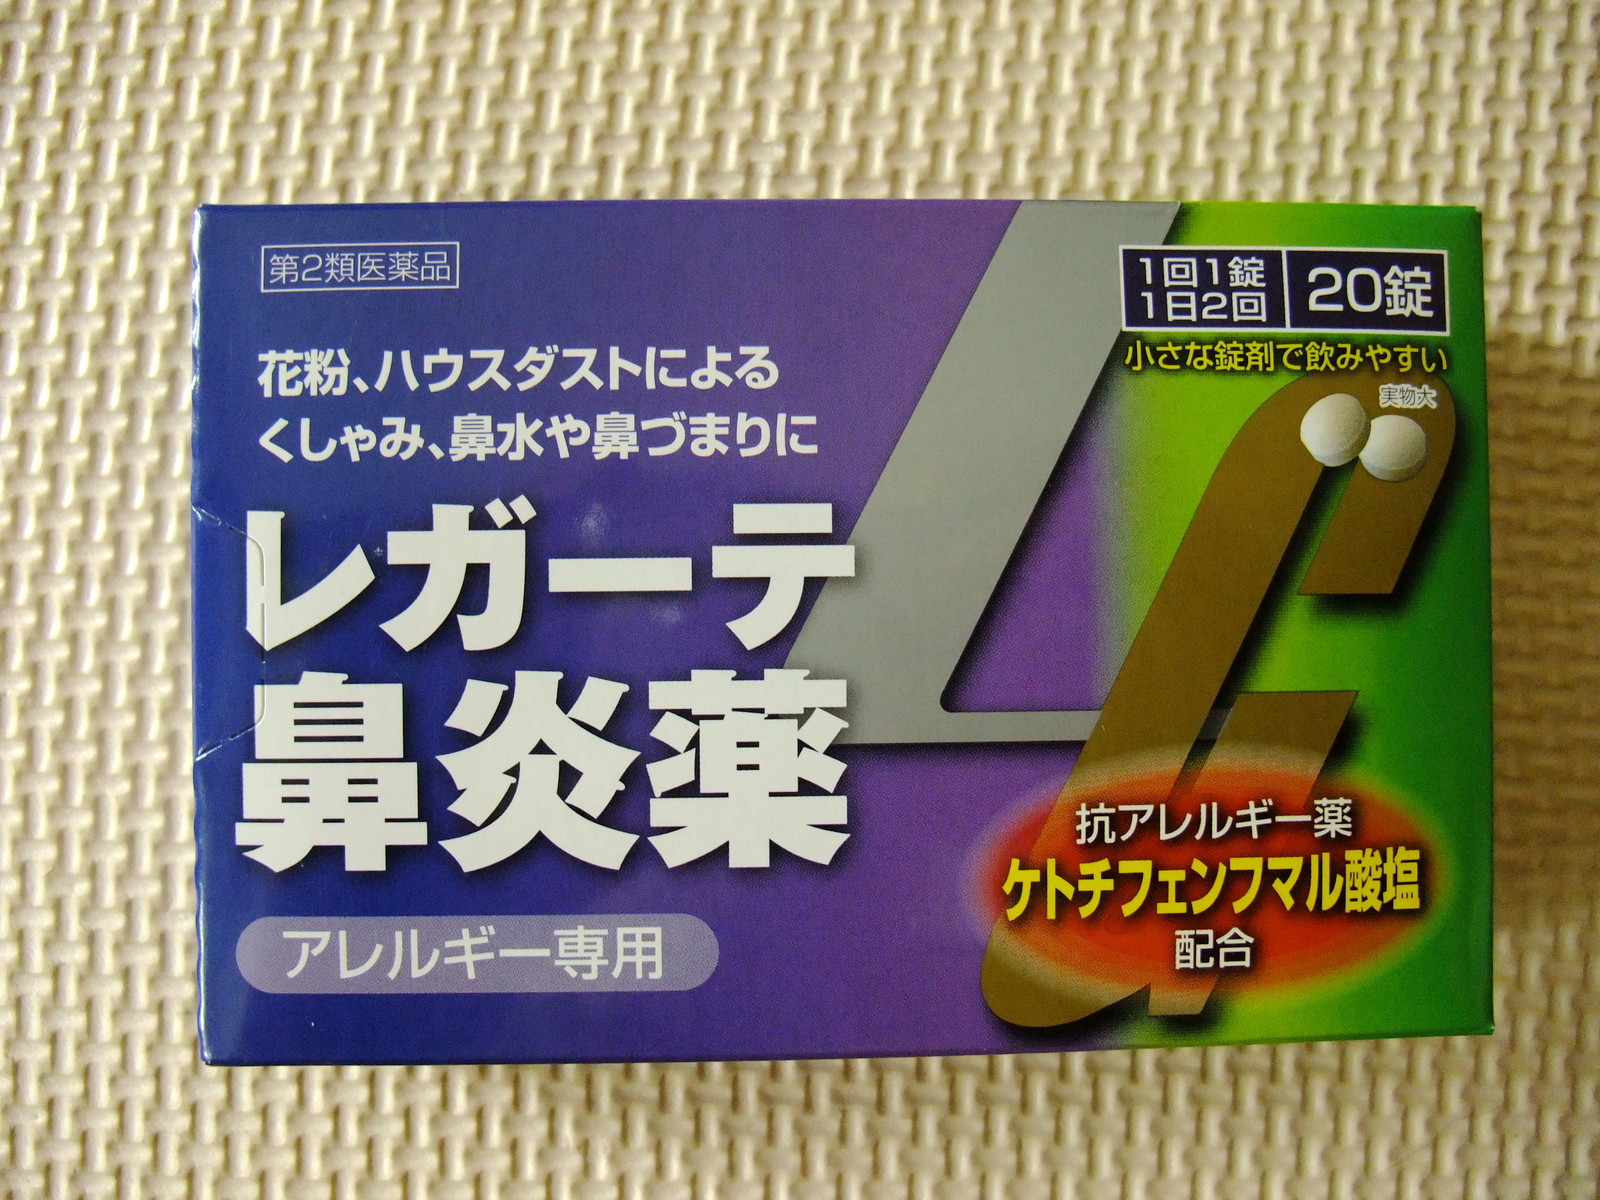 第2類医薬品
1回1錠
1日2回
20錠
小さな錠剤で飲みやすい
実物大
花粉、ハウスダストによる
くしゃみ、鼻水や鼻づまりに
レガーテ
鼻炎薬
アレルギー専用
抗アレルギー薬
ケトチフェンフマル酸塩
配合